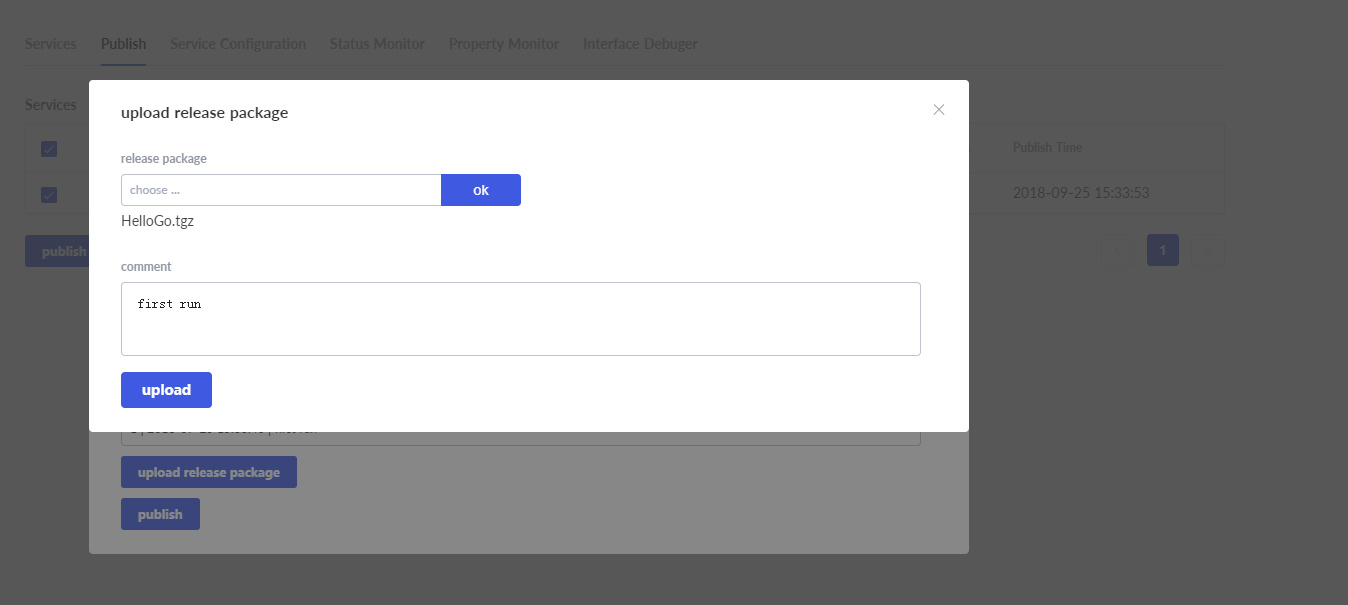 Services Publish Service Configuration Status Monitor Property Monitor Interface Debuger
Services
Publish Time
2018-09-25 15:33:53
publish
1
upload release package
release package
choose ... ok
HelloGo.tgz
comment
first run
upload
upload release package
publish